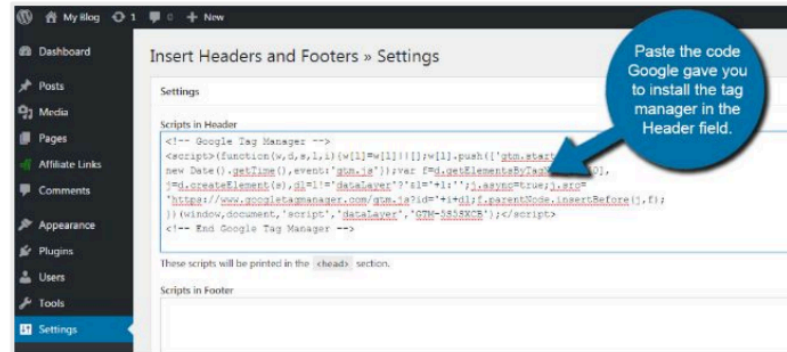 My Blog 1 0 + New
Dashboard
Posts
Media
Pages
Affiliate Links
Comments
Appearance
Plugins
Users
Tools
Settings
Insert Headers and Footers » Settings
Settings
Scripts in Header
<!-- Google Tag Manager -->
<script>(function(w,d,s,l,i){w[l]=w[l]||[];w[l].push({'gtm.start
new Date().getTime(),event:'gtm.js'});var f=d.getElementsByTag
j=d.createElement(s),dl=l!='dataLayer'?'&l='+l:'';j.async=true;j.src=
'https://www.googletagmanager.com/gtm.js?id='+i+dl;f.parentNode.insertBefore(j,f);
})(window,document,'script','dataLayer',');</script>
<!-- End Google Tag Manager -->
These scripts will be printed in the <head> section.
Scripts in Footer
Paste the code
Google gave you
to install the tag
manager in the
Header field.